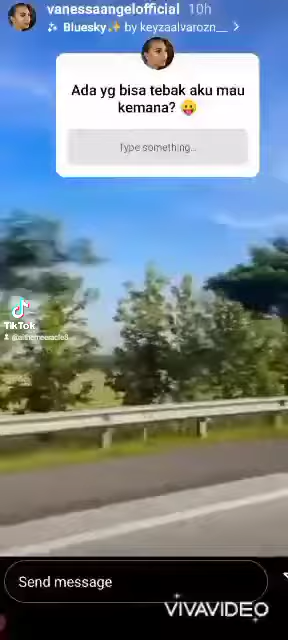 vanessaangelofficial 10h
✨ Bluesky✨ by keyzaalvarozn__ >
Ada yg bisa tebak aku mau
kemana? 😛
Type something...
TikTok
Send message
VIVAVIDEO